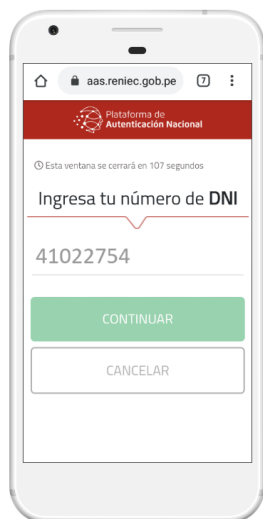 aas.reniec.gob.pe 7
Plataforma de
Autenticación Nacional
Esta ventana se cerrará en 107 segundos
Ingresa tu número de DNI
41022754
CONTINUAR
CANCELAR